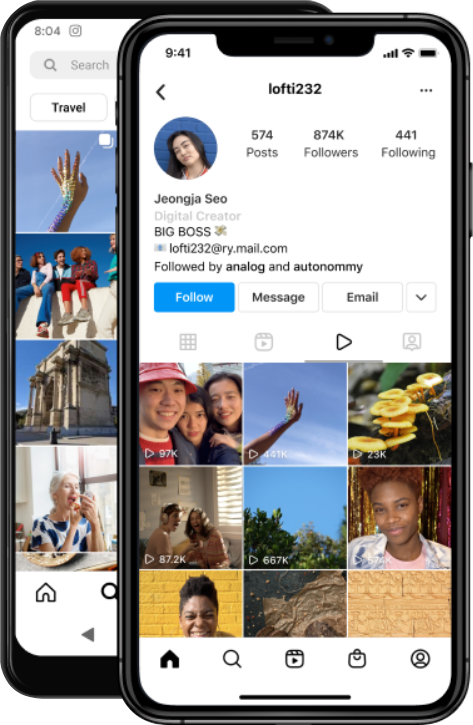 8:04
Search
Travel
9:41
lofti232
574 874K 441
Posts Followers Following
Jeongja Seo
Digital Creator
BIG BOSS
lofti232@ry.mail.com
Followed by analog and autonommy
Follow Message Email
97K 441K 23K
87.2K 667K